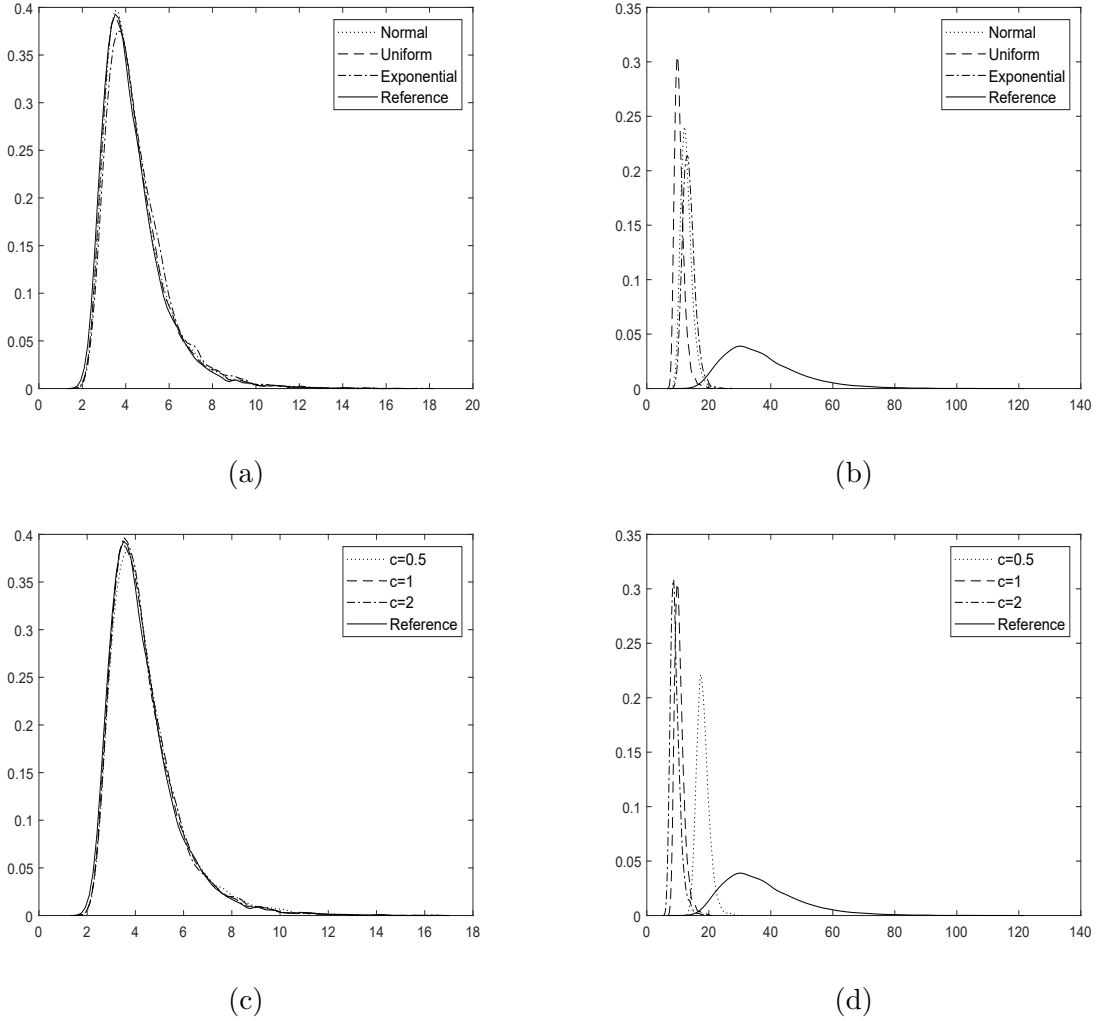 0.4
0.35
0.3
0.25
0.2
0.15
0.1
0.05
0
0 2 4 6 8 10 12 14 16 18 20
Normal
Uniform
Exponential
Reference
(a)
0.35
0.3
0.25
0.2
0.15
0.1
0.05
0
0 20 40 60 80 100 120 140
Normal
Uniform
Exponential
Reference
(b)
0.4
0.35
0.3
0.25
0.2
0.15
0.1
0.05
0
0 2 4 6 8 10 12 14 16 18
c=0.5
c=1
c=2
Reference
(c)
0.35
0.3
0.25
0.2
0.15
0.1
0.05
0
0 20 40 60 80 100 120 140
c=0.5
c=1
c=2
Reference
(d)